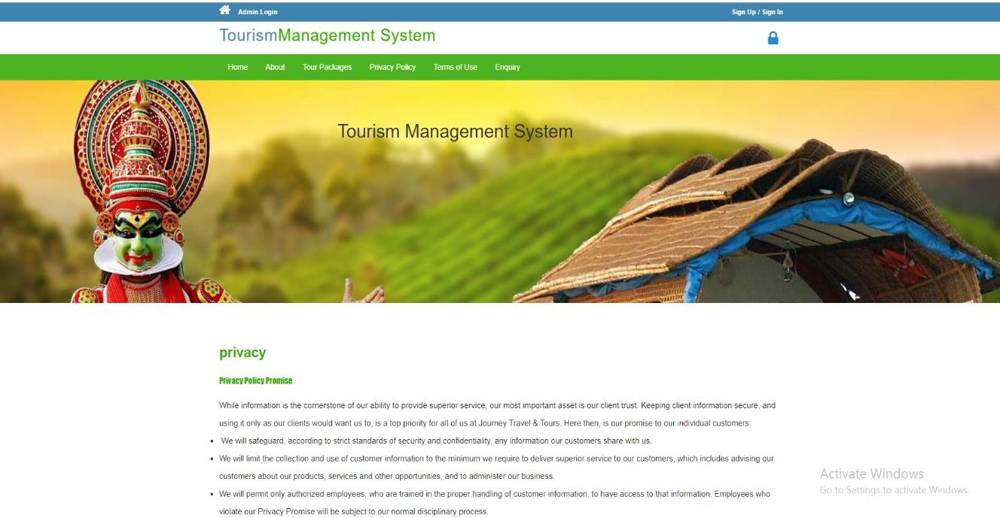 Admin Login
Sign Up / Sign In
TourismManagement System
Home About Tour Packages Privacy Policy Terms of Use Enquiry
Tourism Management System
privacy
Privacy Policy Promise
While information is the cornerstone of our ability to provide superior service, our most important asset is our client trust. Keeping client information secure, and
using it only as our clients would want us to, is a top priority for all of us at Journey Travel & Tours. Here then, is our promise to our individual customers:
• We will safeguard, according to strict standards of security and confidentiality, any information our customers share with us.
• We will limit the collection and use of customer information to the minimum we require to deliver superior service to our customers, which includes advising our
customers about our products, services and other opportunities, and to administer our business.
• We will permit only authorized employees, who are trained in the proper handling of customer information, to have access to that information. Employees who
violate our Privacy Promise will be subject to our normal disciplinary process.
Activate Windows
Go to Settings to activate Windows.